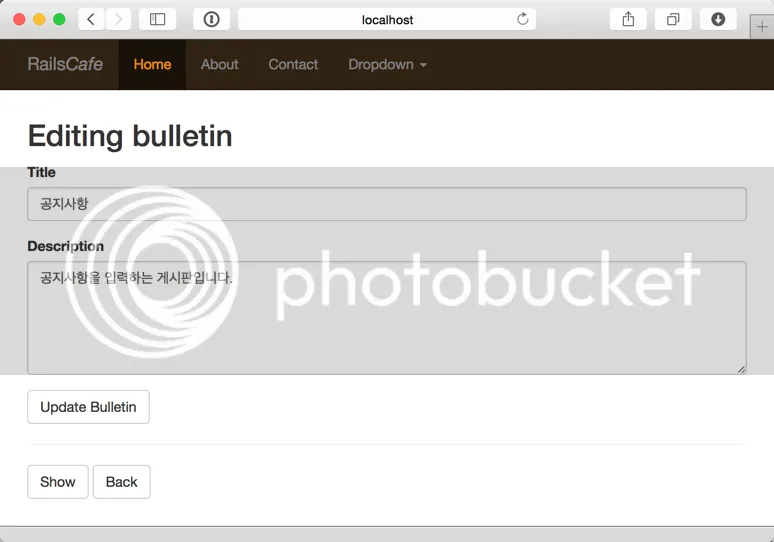 localhost
RailsCafe Home About Contact Dropdown
Editing bulletin
Title
공지사항
Description
공지사항을 입력하는 게시판입니다.
photobucket
Update Bulletin
Show Back